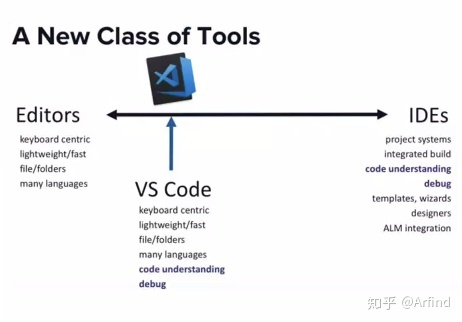 A New Class of Tools
Editors
keyboard centric
lightweight/fast
file/folders
many languages
VS Code
keyboard centric
lightweight/fast
file/folders
many languages
code understanding
debug
IDEs
project systems
integrated build
code understanding
debug
templates, wizards
designers
ALM integration
知乎 @Arfind